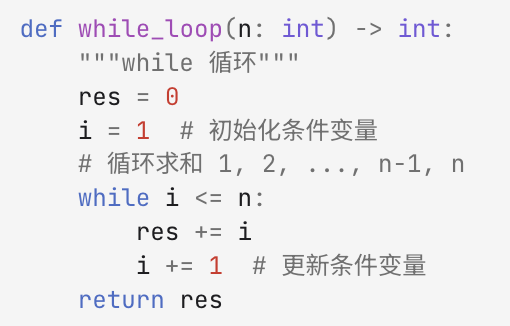 def while_loop(n: int) -> int:
    """while 循环"""
    res = 0
    i = 1  # 初始化条件变量
    # 循环求和 1, 2, ..., n-1, n
    while i <= n:
        res += i
        i += 1  # 更新条件变量
    return res